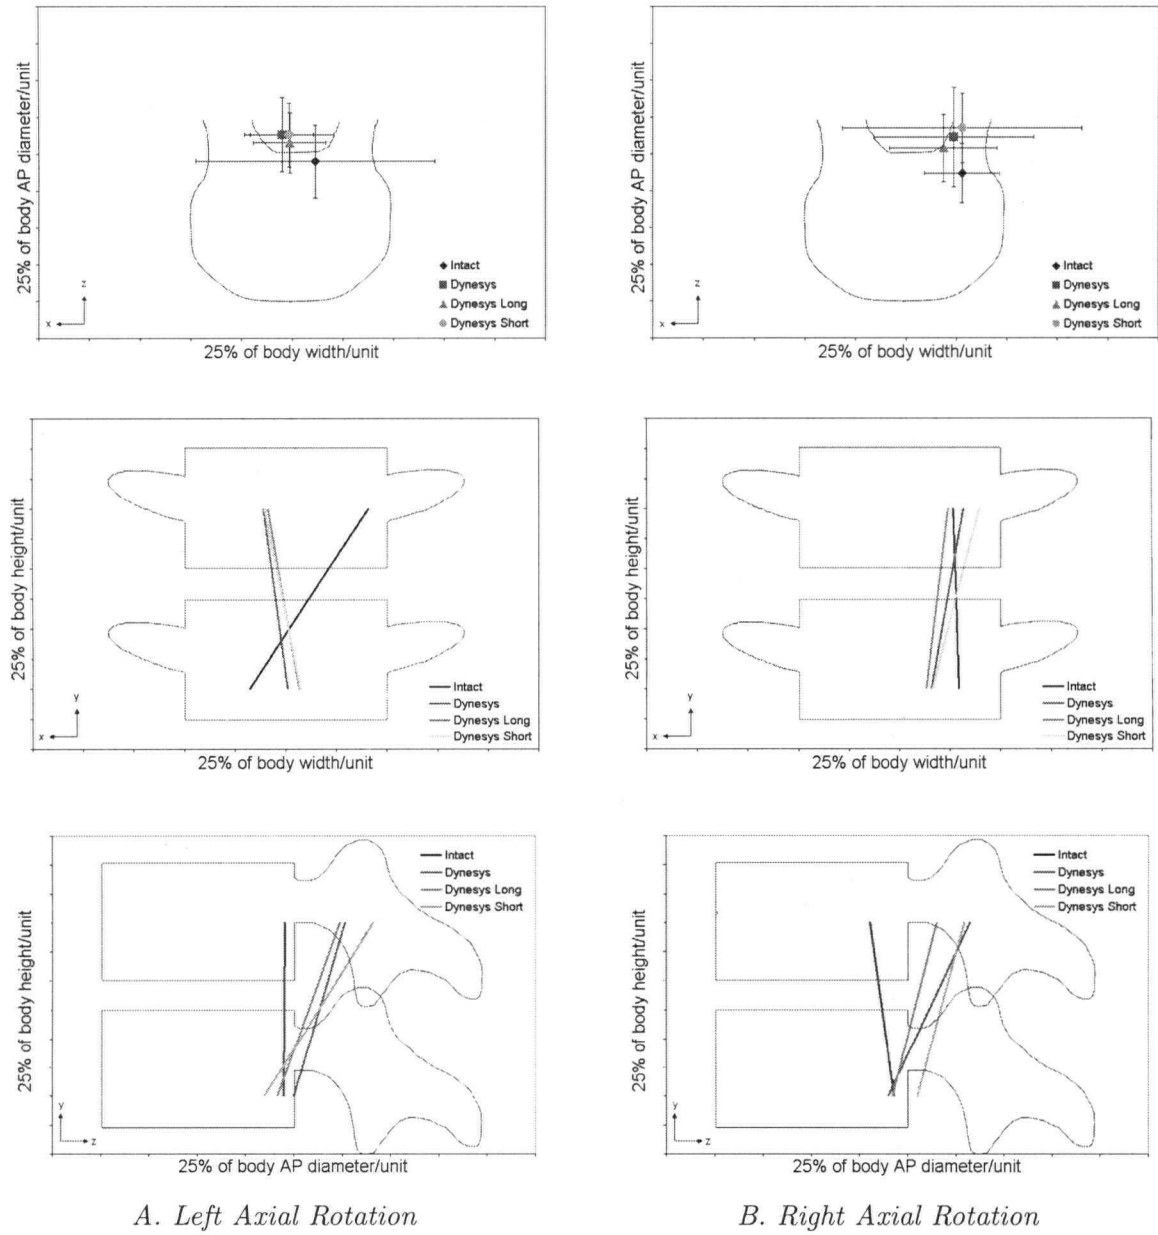 25% of body AP diameter/unit
z
x
Intact
Dynesys
Dynesys Long
Dynesys Short
25% of body width/unit
25% of body AP diameter/unit
z
x
Intact
Dynesys
Dynesys Long
Dynesys Short
25% of body width/unit
25% of body height/unit
y
x
Intact
Dynesys
Dynesys Long
Dynesys Short
25% of body width/unit
25% of body height/unit
y
x
Intact
Dynesys
Dynesys Long
Dynesys Short
25% of body width/unit
25% of body height/unit
Intact
Dynesys
Dynesys Long
Dynesys Short
y
z
25% of body AP diameter/unit
25% of body height/unit
Intact
Dynesys
Dynesys Long
Dynesys Short
y
z
25% of body AP diameter/unit
A. Left Axial Rotation
B. Right Axial Rotation